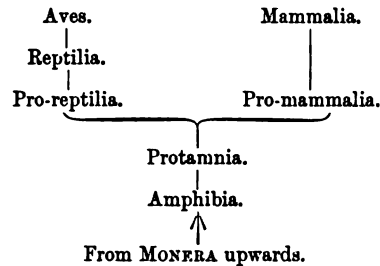 Aves. Mammalia.
Reptilia.
Pro-reptilia. Pro-mammalia.
Protamnia.
Amphibia.
From MONERA upwards.